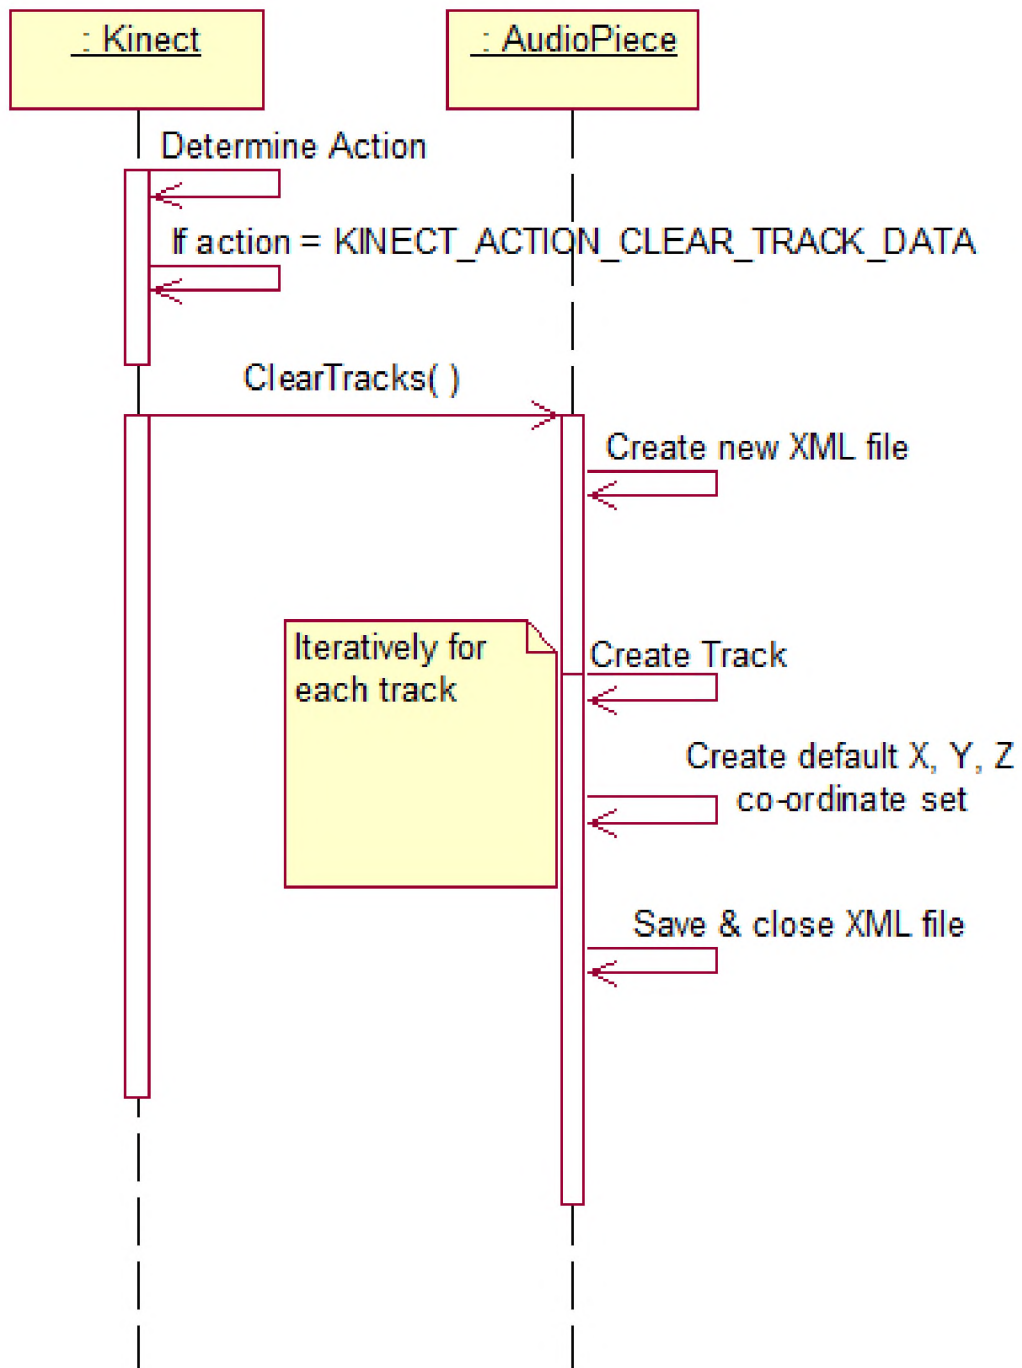 : Kinect
: AudioPiece
Determine Action
If action = KINECT_ACTION_CLEAR_TRACK_DATA
ClearTracks( )
Create new XML file
Iteratively for
each track
Create Track
Create default X, Y, Z
co-ordinate set
Save & close XML file